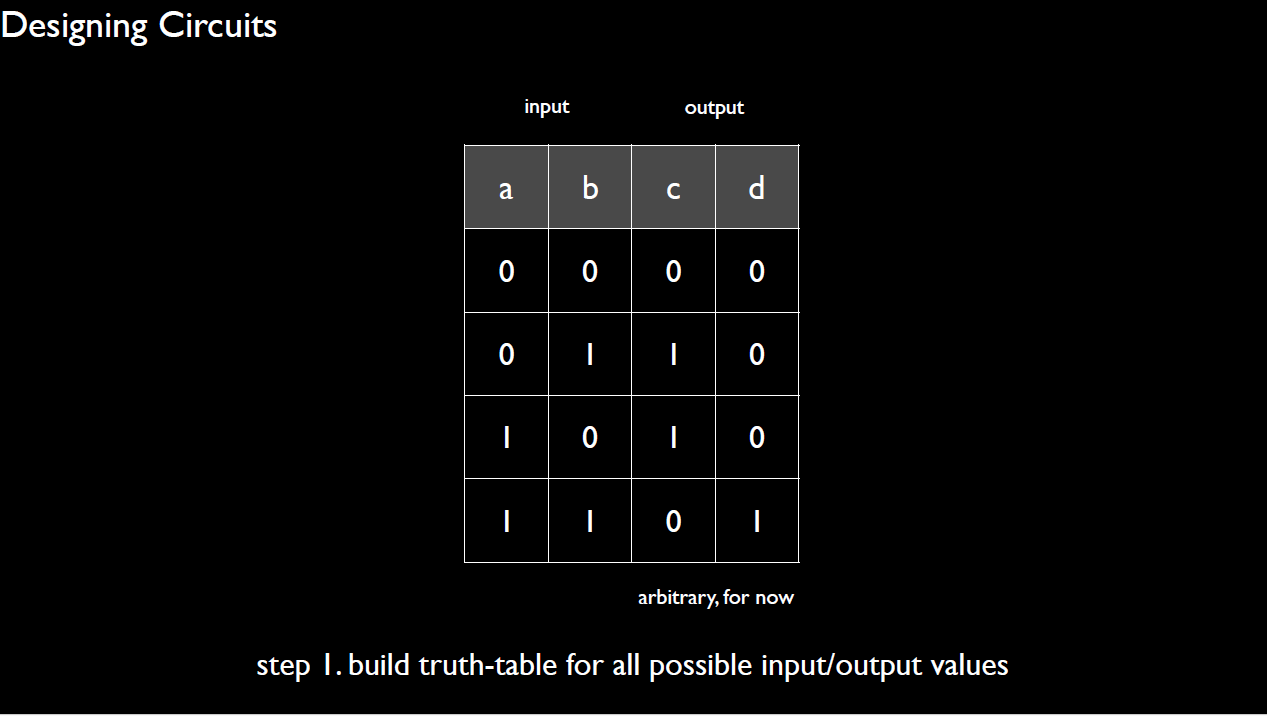 Designing Circuits
input output
a b c d
0 0 0 0
0 1 1 0
1 0 1 0
1 1 0 1
arbitrary, for now
step 1. build truth-table for all possible input/output values